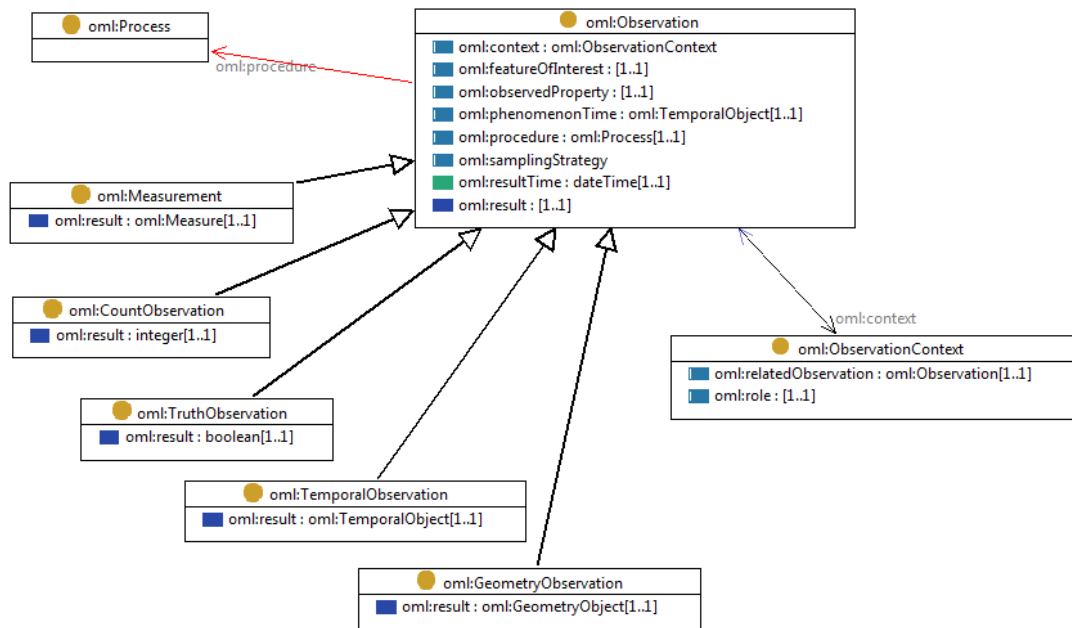 oml:Process
oml:procedure
oml:Observation
oml:context : oml:ObservationContext
oml:featureOfInterest : [1..1]
oml:observedProperty : [1..1]
oml:phenomenonTime : oml:TemporalObject[1..1]
oml:procedure : oml:Process[1..1]
oml:samplingStrategy
oml:resultTime : dateTime[1..1]
oml:result : [1..1]
oml:Measurement
oml:result : oml:Measure[1..1]
oml:CountObservation
oml:result : integer[1..1]
oml:context
oml:ObservationContext
oml:relatedObservation : oml:Observation[1..1]
oml:role : [1..1]
oml:TruthObservation
oml:result : boolean[1..1]
oml:TemporalObservation
oml:result : oml:TemporalObject[1..1]
oml:GeometryObservation
oml:result : oml:GeometryObject[1..1]